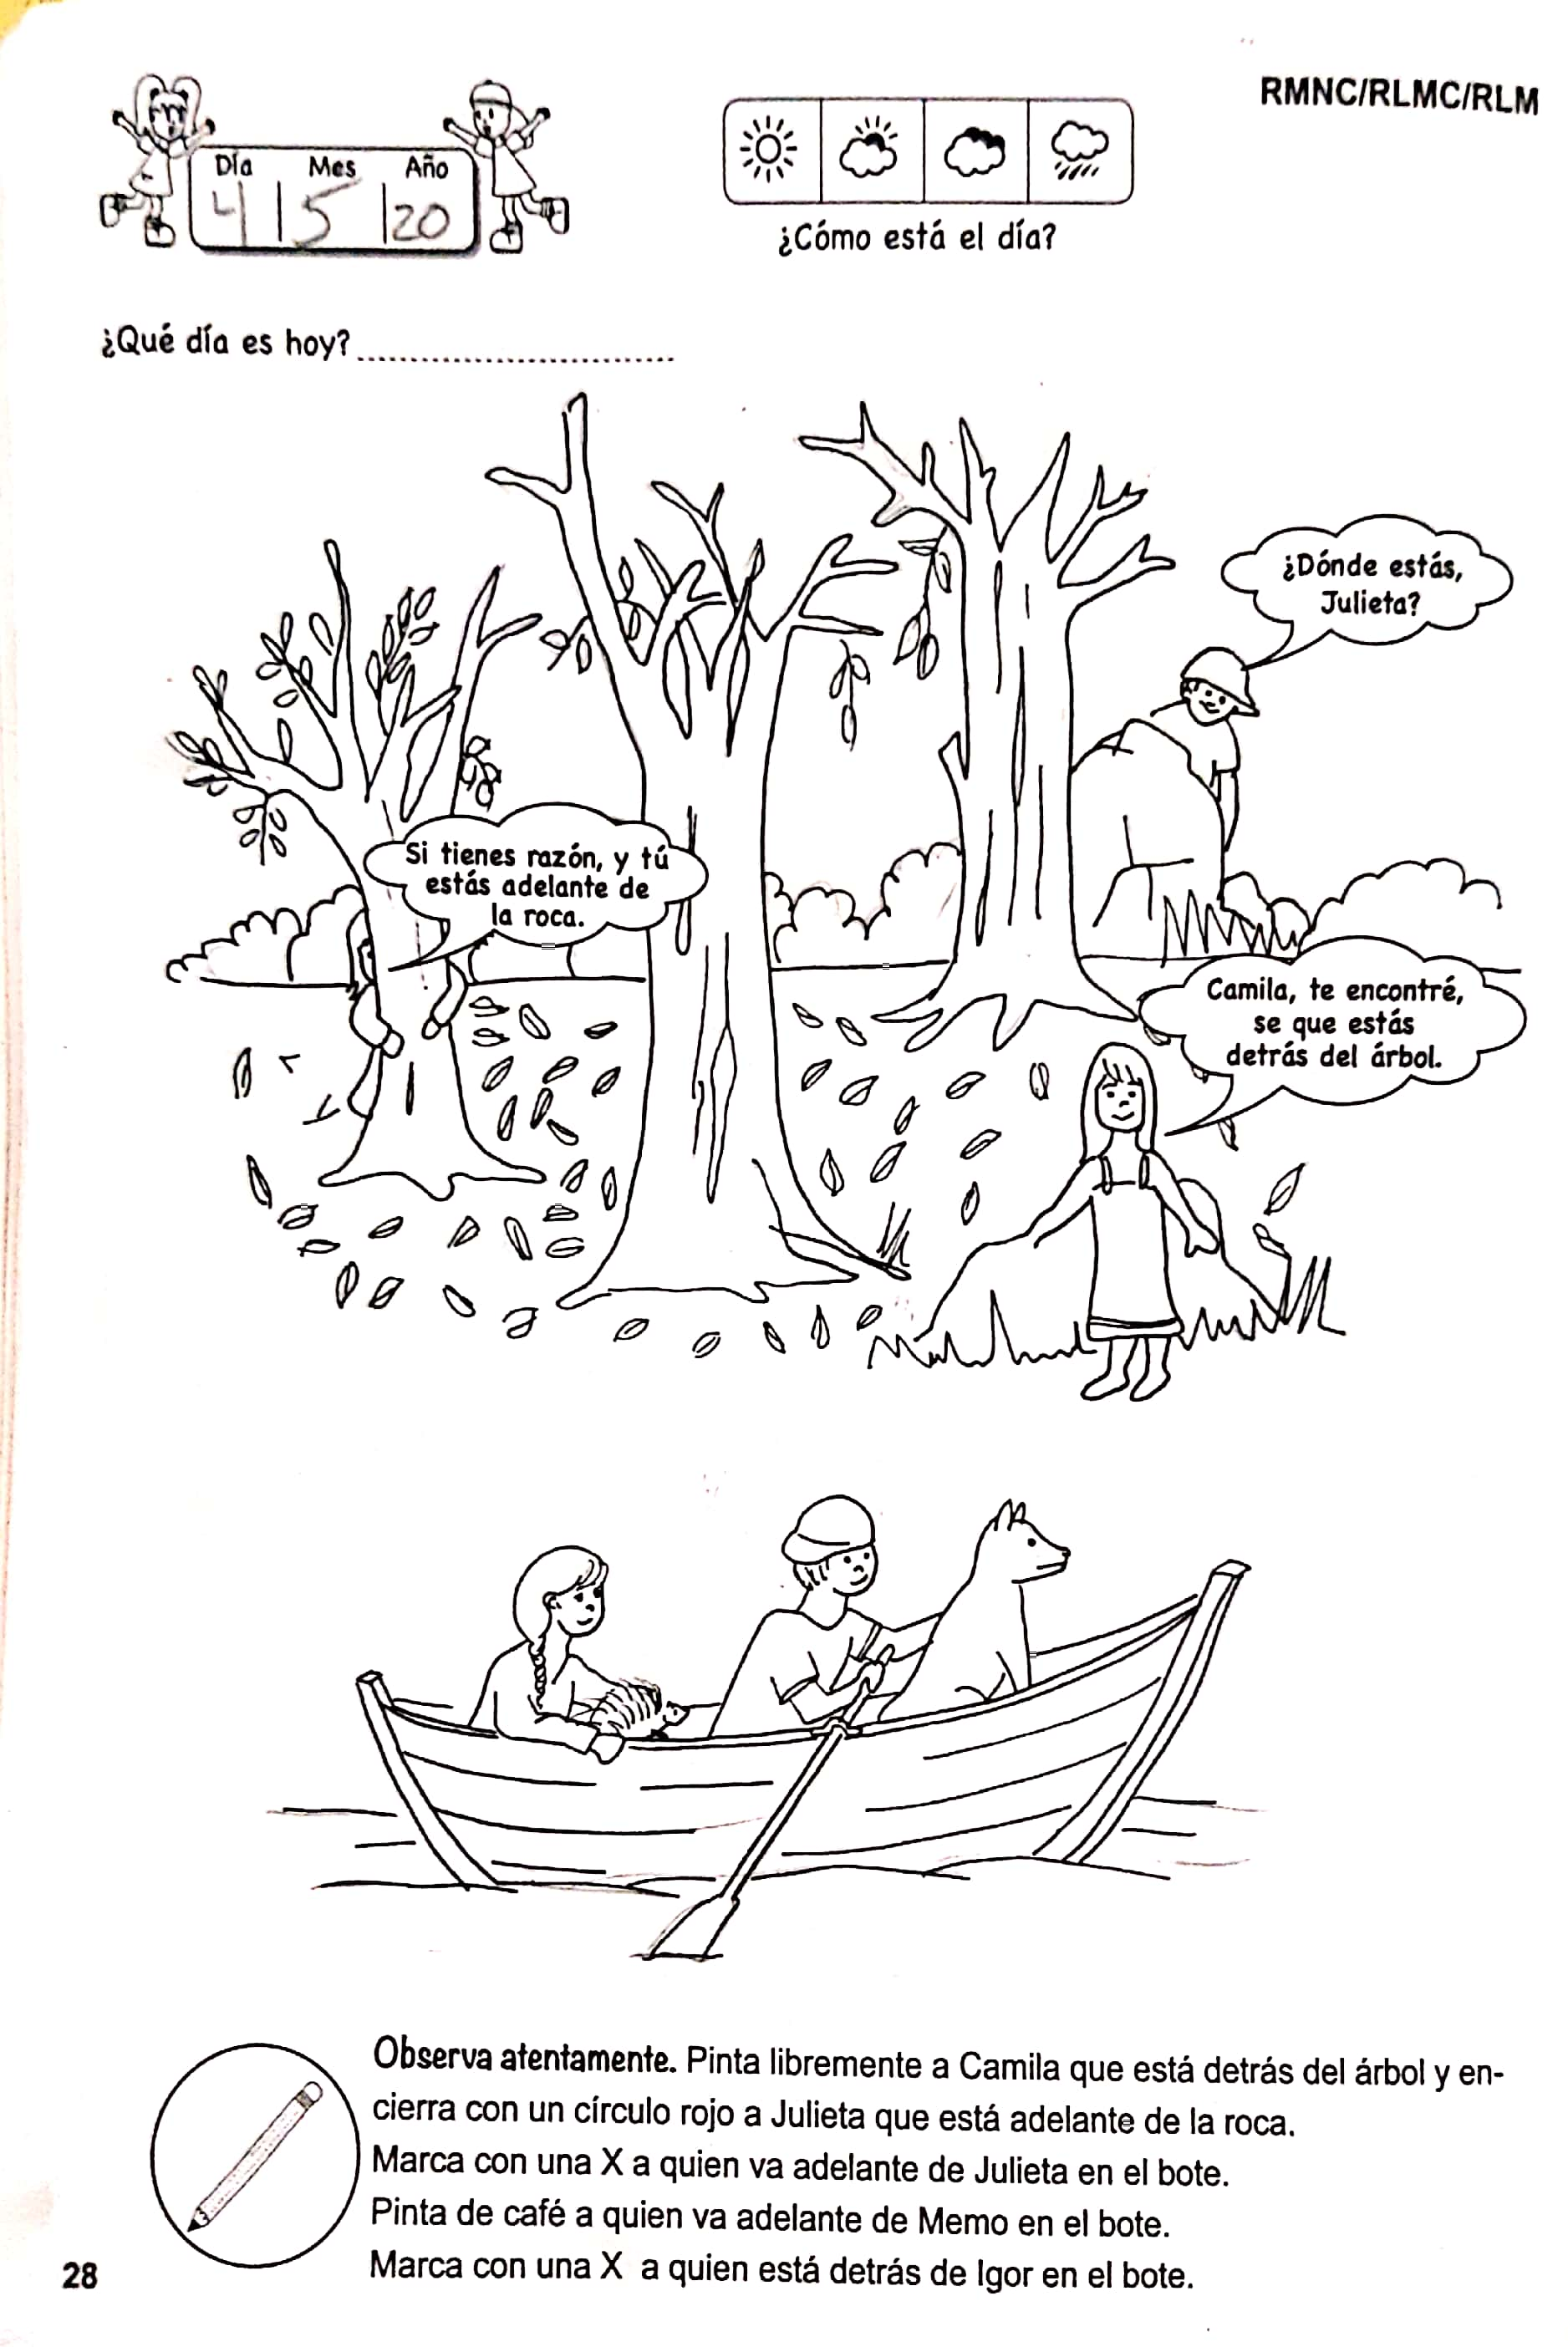 RMNC/RLMC/RLM
Día Mes Año
4 | 5 | 20
¿Cómo está el día?
¿Qué día es hoy?
¿Dónde estás,
Julieta?
Si tienes razón, y tú
estás adelante de
la roca.
Camila, te encontré,
se que estás
detrás del árbol.
Observa atentamente. Pinta libremente a Camila que está detrás del árbol y en-
cierra con un círculo rojo a Julieta que está adelante de la roca.
Marca con una X a quien va adelante de Julieta en el bote.
Pinta de café a quien va adelante de Memo en el bote.
Marca con una X a quien está detrás de Igor en el bote.
28